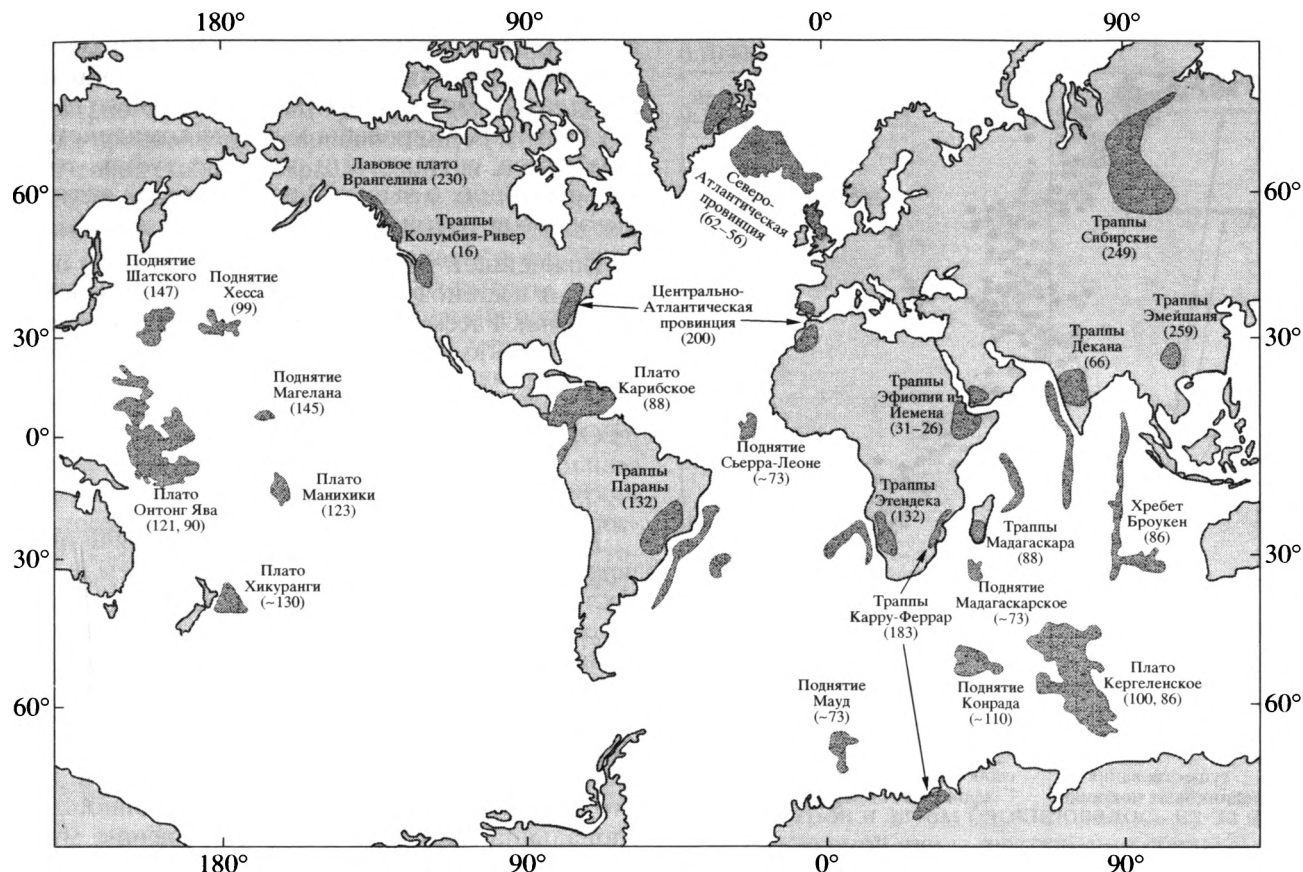 180°
90°
0°
90°
60°
30°
0°
30°
60°
60°
30°
0°
30°
60°
180°
90°
0°
90°
Лавовое плато
Врангелина (230)
Траппы
Колумбия-Ривер
(16)
Северо-
Атлантическая
провинция
(62–56)
Траппы
Сибирские
(249)
Поднятие
Шатского
(147)
Поднятие
Хесса
(99)
Центрально-
Атлантическая
провинция
(200)
Траппы
Эмейшаня
(259)
Траппы
Декана
(66)
Поднятие
Магелана
(145)
Плато
Карибское
(88)
Траппы
Эфиопии и
Йемена
(31–26)
Поднятие
Сьерра-Леоне
(~73)
Плато
Онтонг Ява
(121, 90)
Плато
Манихики
(123)
Траппы
Параны
(132)
Траппы
Этендека
(132)
Траппы
Мадагаскара
(88)
Хребет
Броукен
(86)
Плато
Хикуранги
(~130)
Траппы
Карру-Феррар
(183)
Поднятие
Мадагаскарское
(~73)
Поднятие
Мауд
(~73)
Поднятие
Конрада
(~110)
Плато
Кергеленское
(100, 86)